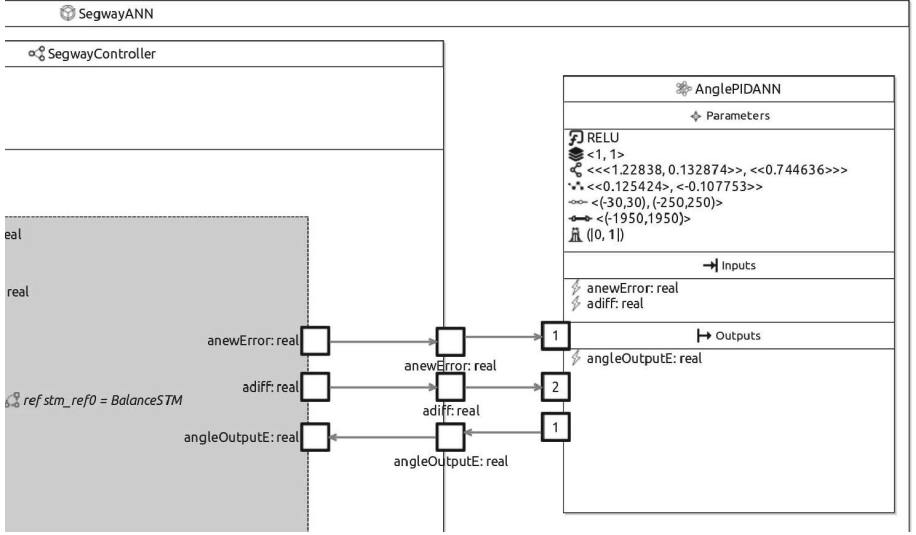 SegwayANN
SegwayController
AnglePIDANN
Parameters
RELU
<1, 1>
<<<1.22838, 0.132874>>, <<0.744636>>>
<<0.125424>, <-0.107753>>
<(-30,30), (-250,250)>
<(-1950,1950)>
(|0, 1|)
Inputs
anewError: real
adiff: real
Outputs
angleOutputE: real
eal
real
anewError: real
anewError: real
1
adiff: real
adiff: real
2
ref stm_ref0 = BalanceSTM
angleOutputE: real
angleOutputE: real
1